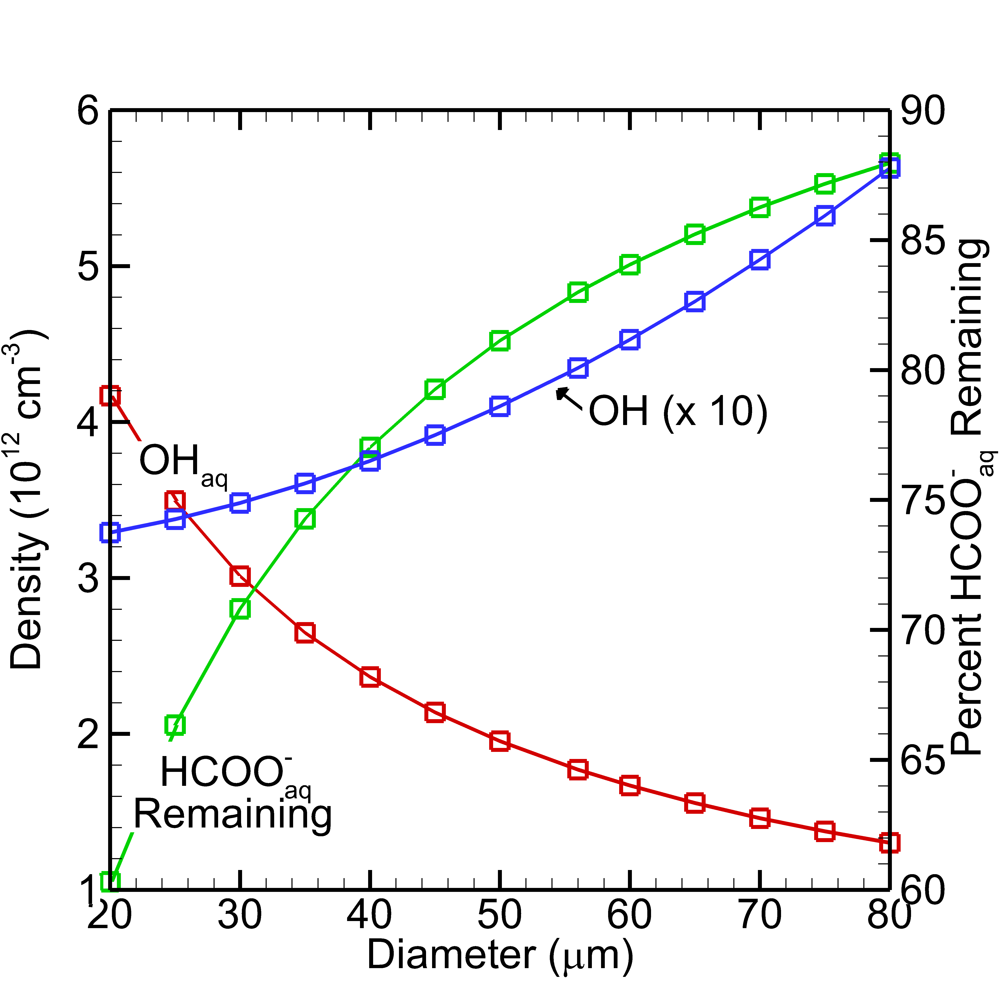 6
5
4
3
2
1
90
85
80
75
70
65
60
20 30 40 50 60 70 80
Density (10¹² cm⁻³)
Percent HCOO⁻aq Remaining
Diameter (μm)
OHaq
OH (x 10)
HCOO⁻aq
Remaining